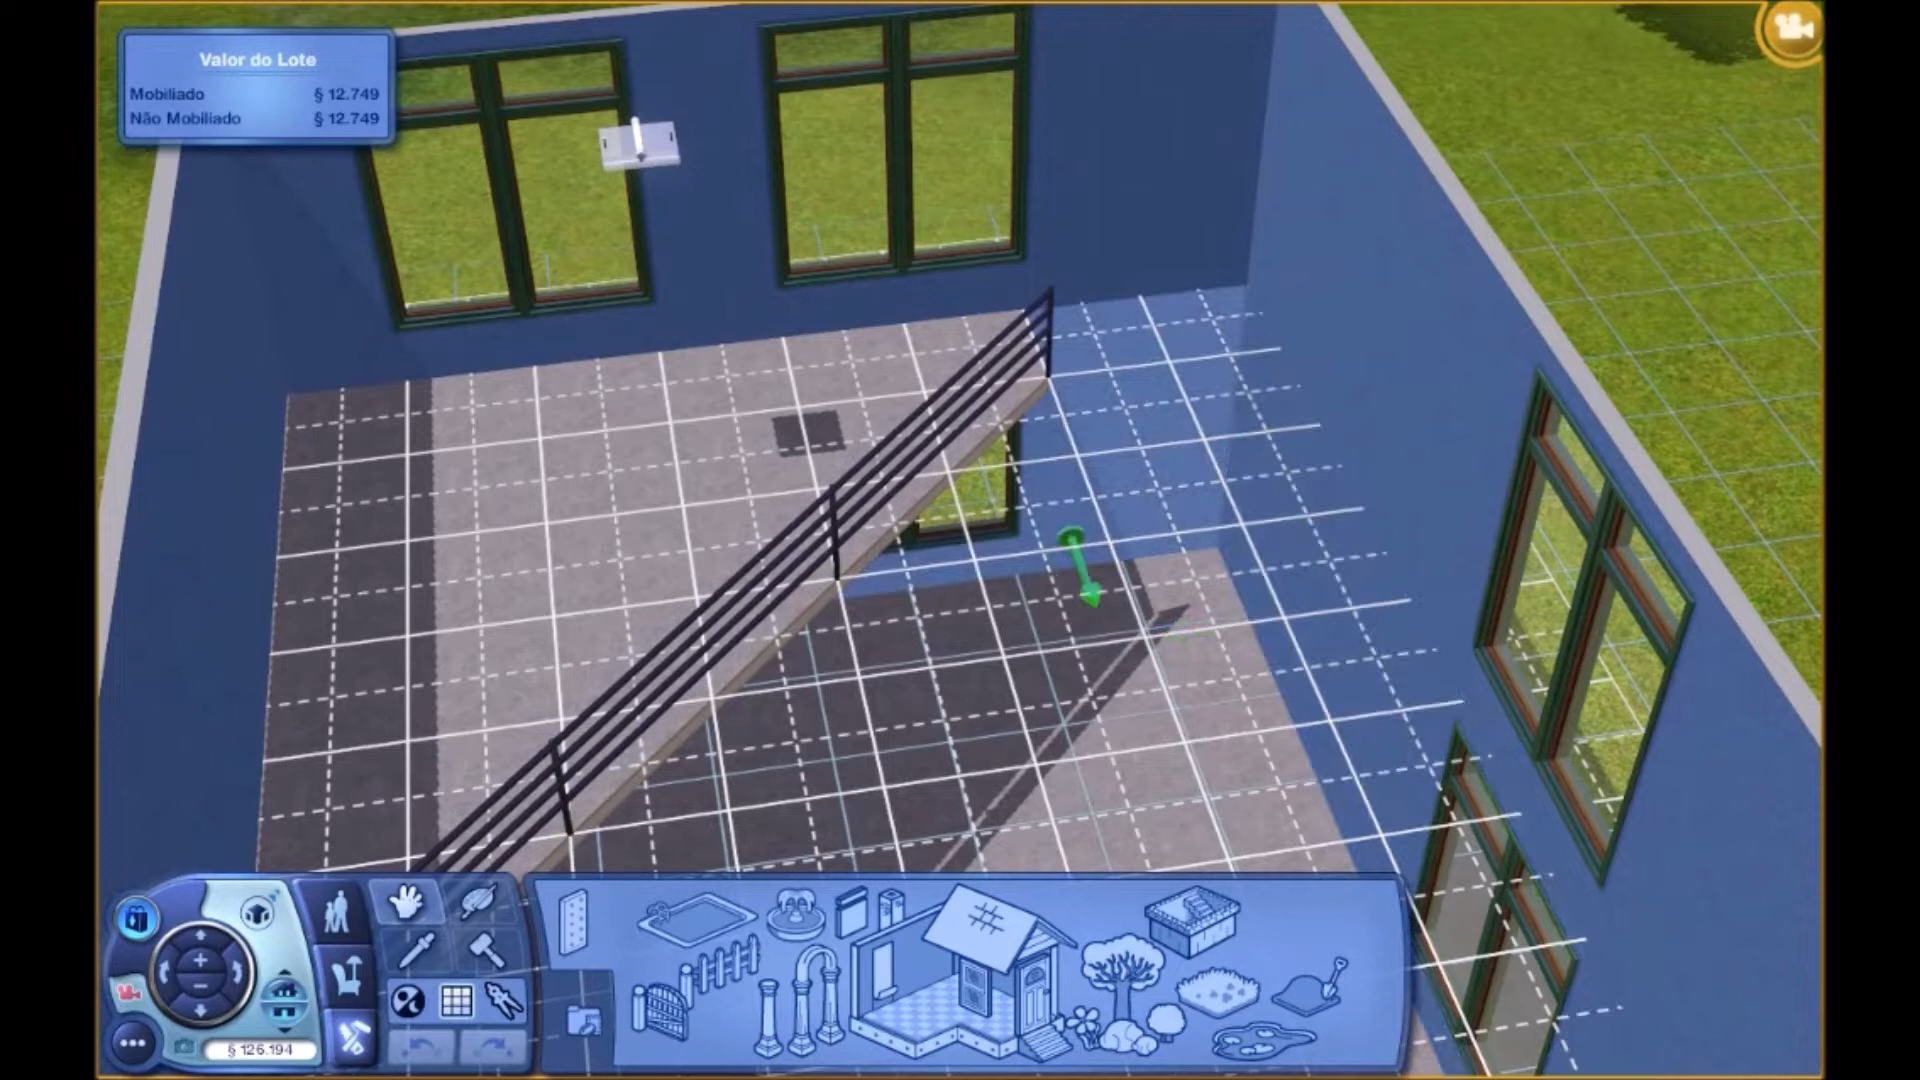 Valor do Lote
Mobiliado § 12.749
Não Mobiliado § 12.749
§ 126.194